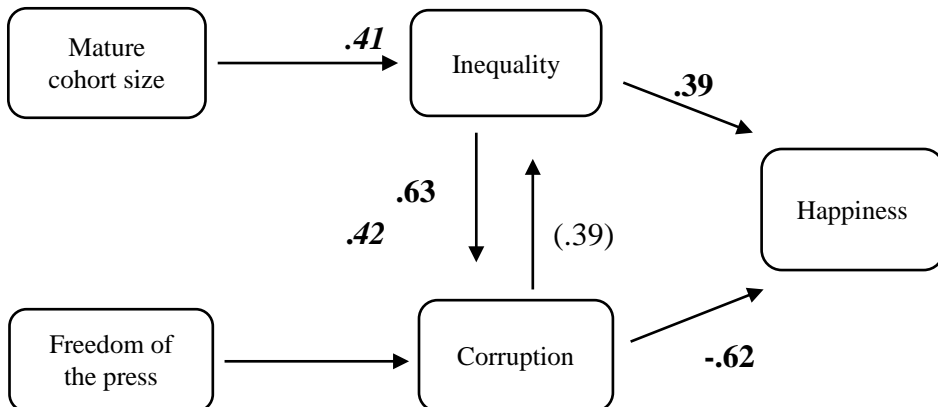 Mature
cohort size
.41
Inequality
.39
.63
.42
(.39)
Happiness
Freedom of
the press
Corruption
-.62